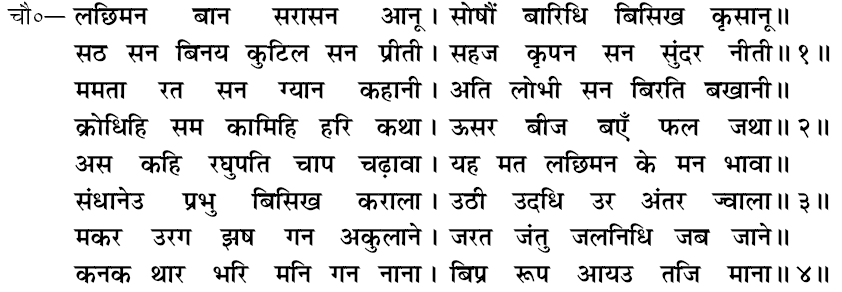 चौ०— लछिमन बान सरासन आनू। सोषौं बारिधि बिसिख कृसानू॥
सठ सन बिनय कुटिल सन प्रीती। सहज कृपन सन सुंदर नीती॥ १॥
ममता रत सन ग्यान कहानी। अति लोभी सन बिरति बखानी॥
क्रोधिहि सम कामिहि हरि कथा। ऊसर बीज बएँ फल जथा॥ २॥
अस कहि रघुपति चाप चढ़ावा। यह मत लछिमन के मन भावा॥
संधानेउ प्रभु बिसिख कराला। उठी उदधि उर अंतर ज्वाला॥ ३॥
मकर उरग झष गन अकुलाने। जरत जंतु जलनिधि जब जाने॥
कनक थार भरि मनि गन नाना। बिप्र रूप आयउ तजि माना॥ ४॥